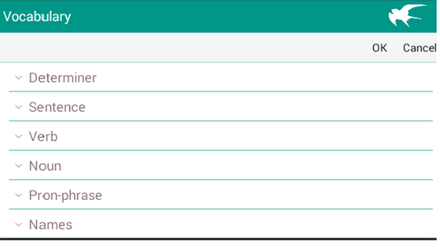 Vocabulary
OK Cancel
Determiner
Sentence
Verb
Noun
Pron-phrase
Names